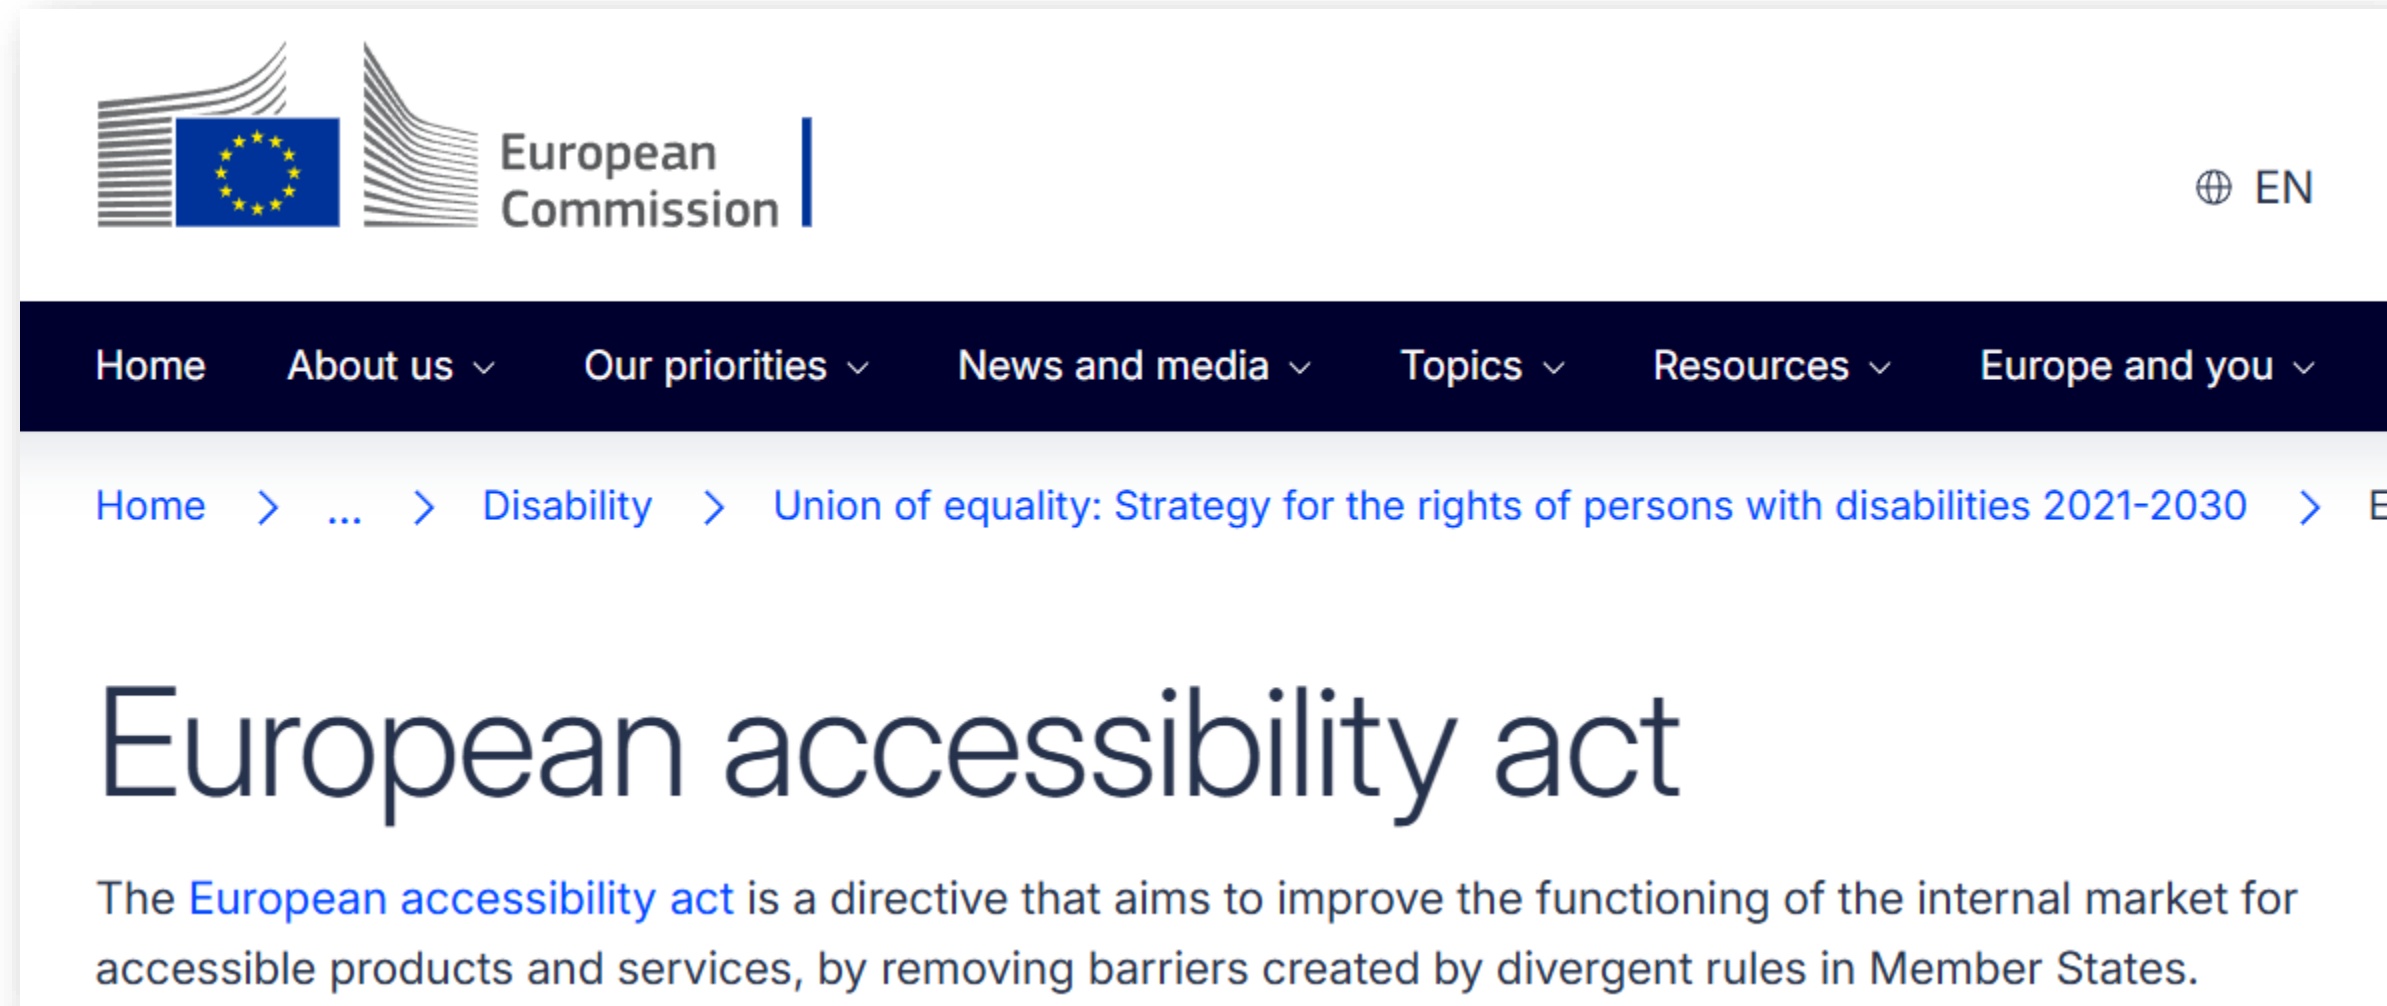 European
Commission
EN
Home About us Our priorities News and media Topics Resources Europe and you
Home > ... > Disability > Union of equality: Strategy for the rights of persons with disabilities 2021-2030 >
European accessibility act
The European accessibility act is a directive that aims to improve the functioning of the internal market for
accessible products and services, by removing barriers created by divergent rules in Member States.